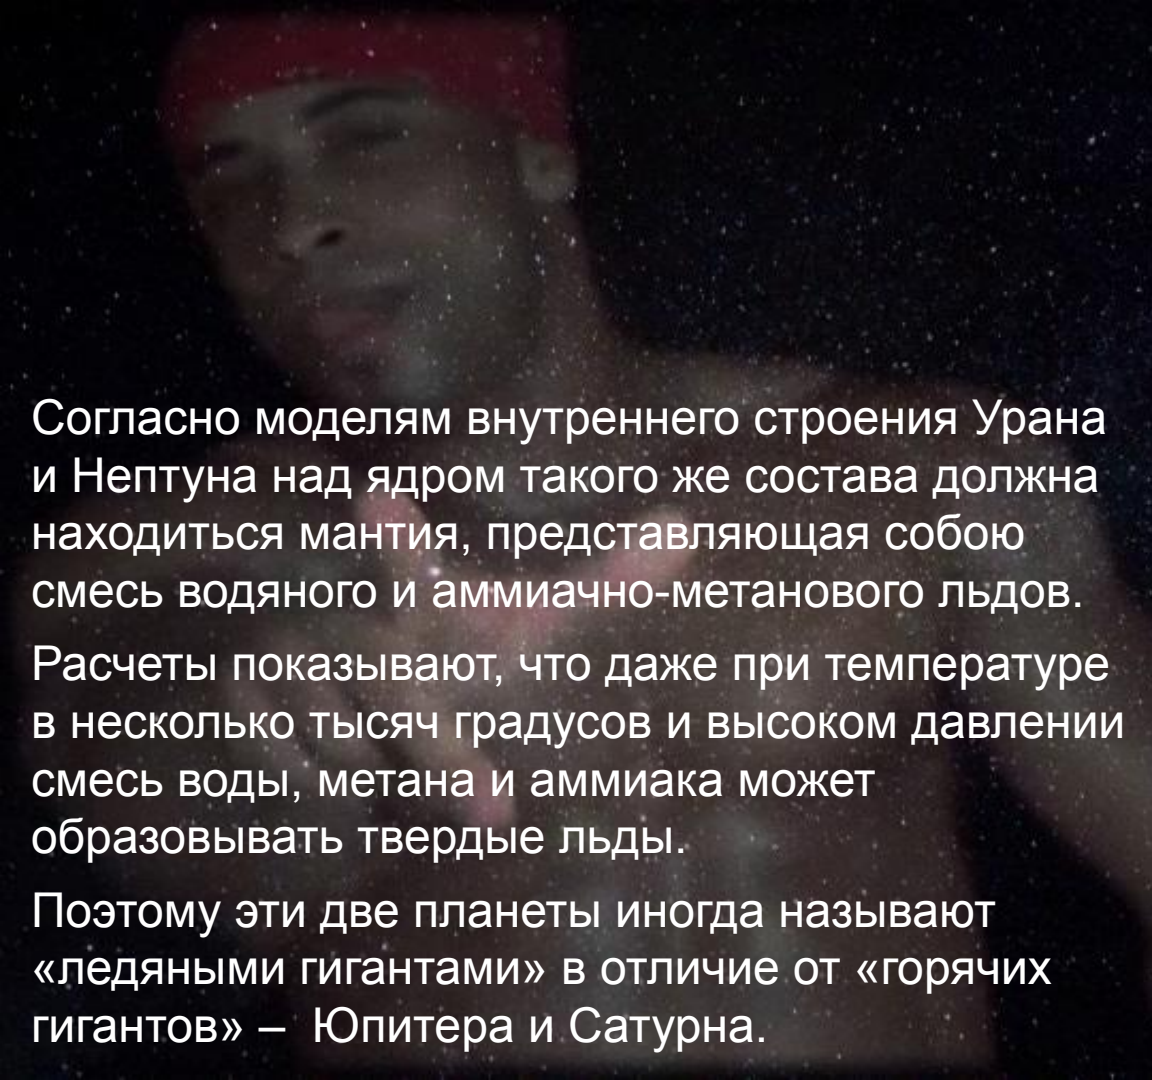 Согласно моделям внутреннего строения Урана
и Нептуна над ядром такого же состава должна
находиться мантия, представляющая собою
смесь водяного и аммиачно-метанового льдов.
Расчеты показывают, что даже при температуре
в несколько тысяч градусов и высоком давлении
смесь воды, метана и аммиака может
образовывать твердые льды.
Поэтому эти две планеты иногда называют
«ледяными гигантами» в отличие от «горячих
гигантов» – Юпитера и Сатурна.